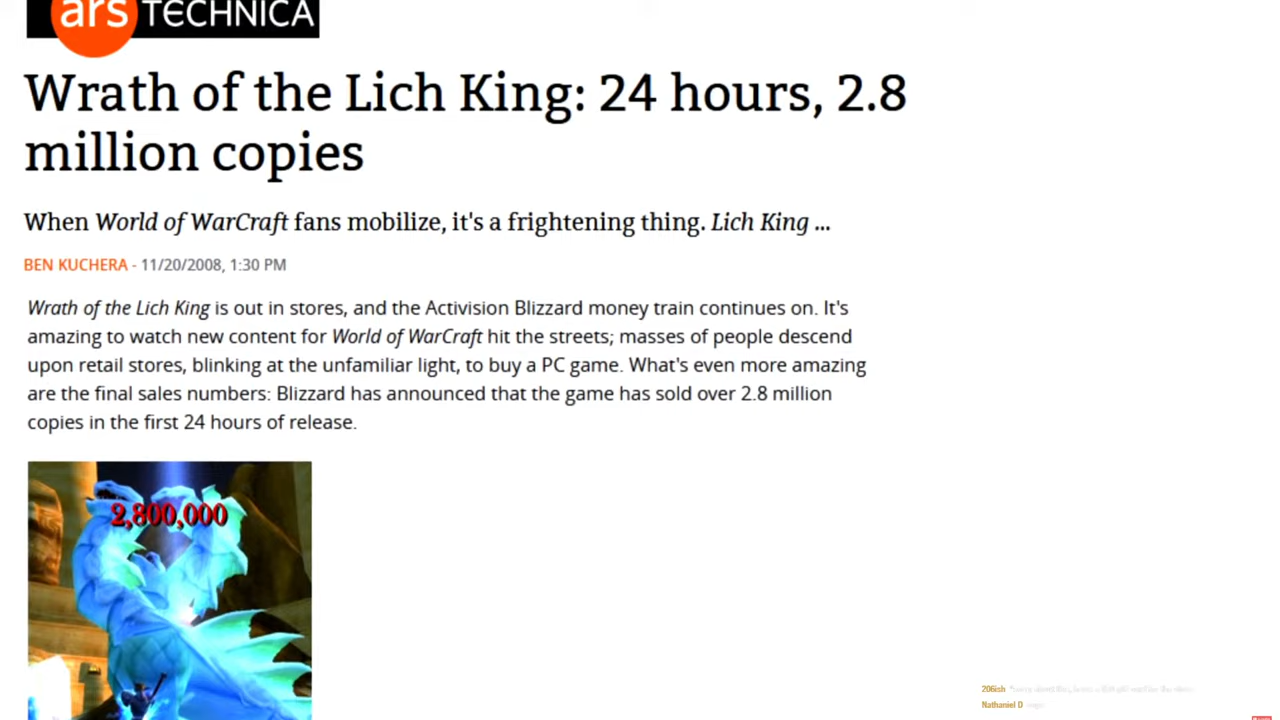 ars TECHNICA
Wrath of the Lich King: 24 hours, 2.8
million copies
When World of WarCraft fans mobilize, it's a frightening thing. Lich King ...
BEN KUCHERA - 11/20/2008, 1:30 PM
Wrath of the Lich King is out in stores, and the Activision Blizzard money train continues on. It's
amazing to watch new content for World of WarCraft hit the streets; masses of people descend
upon retail stores, blinking at the unfamiliar light, to buy a PC game. What's even more amazing
are the final sales numbers: Blizzard has announced that the game has sold over 2.8 million
copies in the first 24 hours of release.
2,800,000
206ish
Nathaniel D